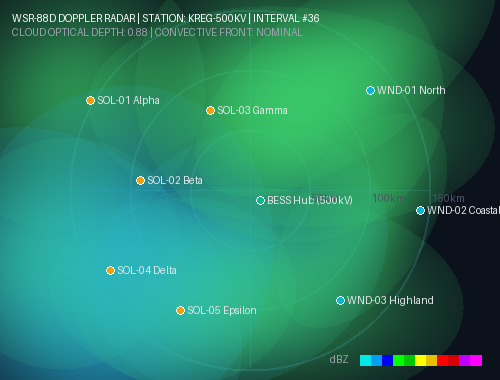 WSR-88D DOPPLER RADAR | STATION: KREG-500KV | INTERVAL #36
CLOUD OPTICAL DEPTH: 0.88 | CONVECTIVE FRONT: NOMINAL
WND-01 North
SOL-01 Alpha
SOL-03 Gamma
SOL-02 Beta
BESS Hub (500kV)
100km
150km
WND-02 Coastal
SOL-04 Delta
WND-03 Highland
SOL-05 Epsilon
dBZ